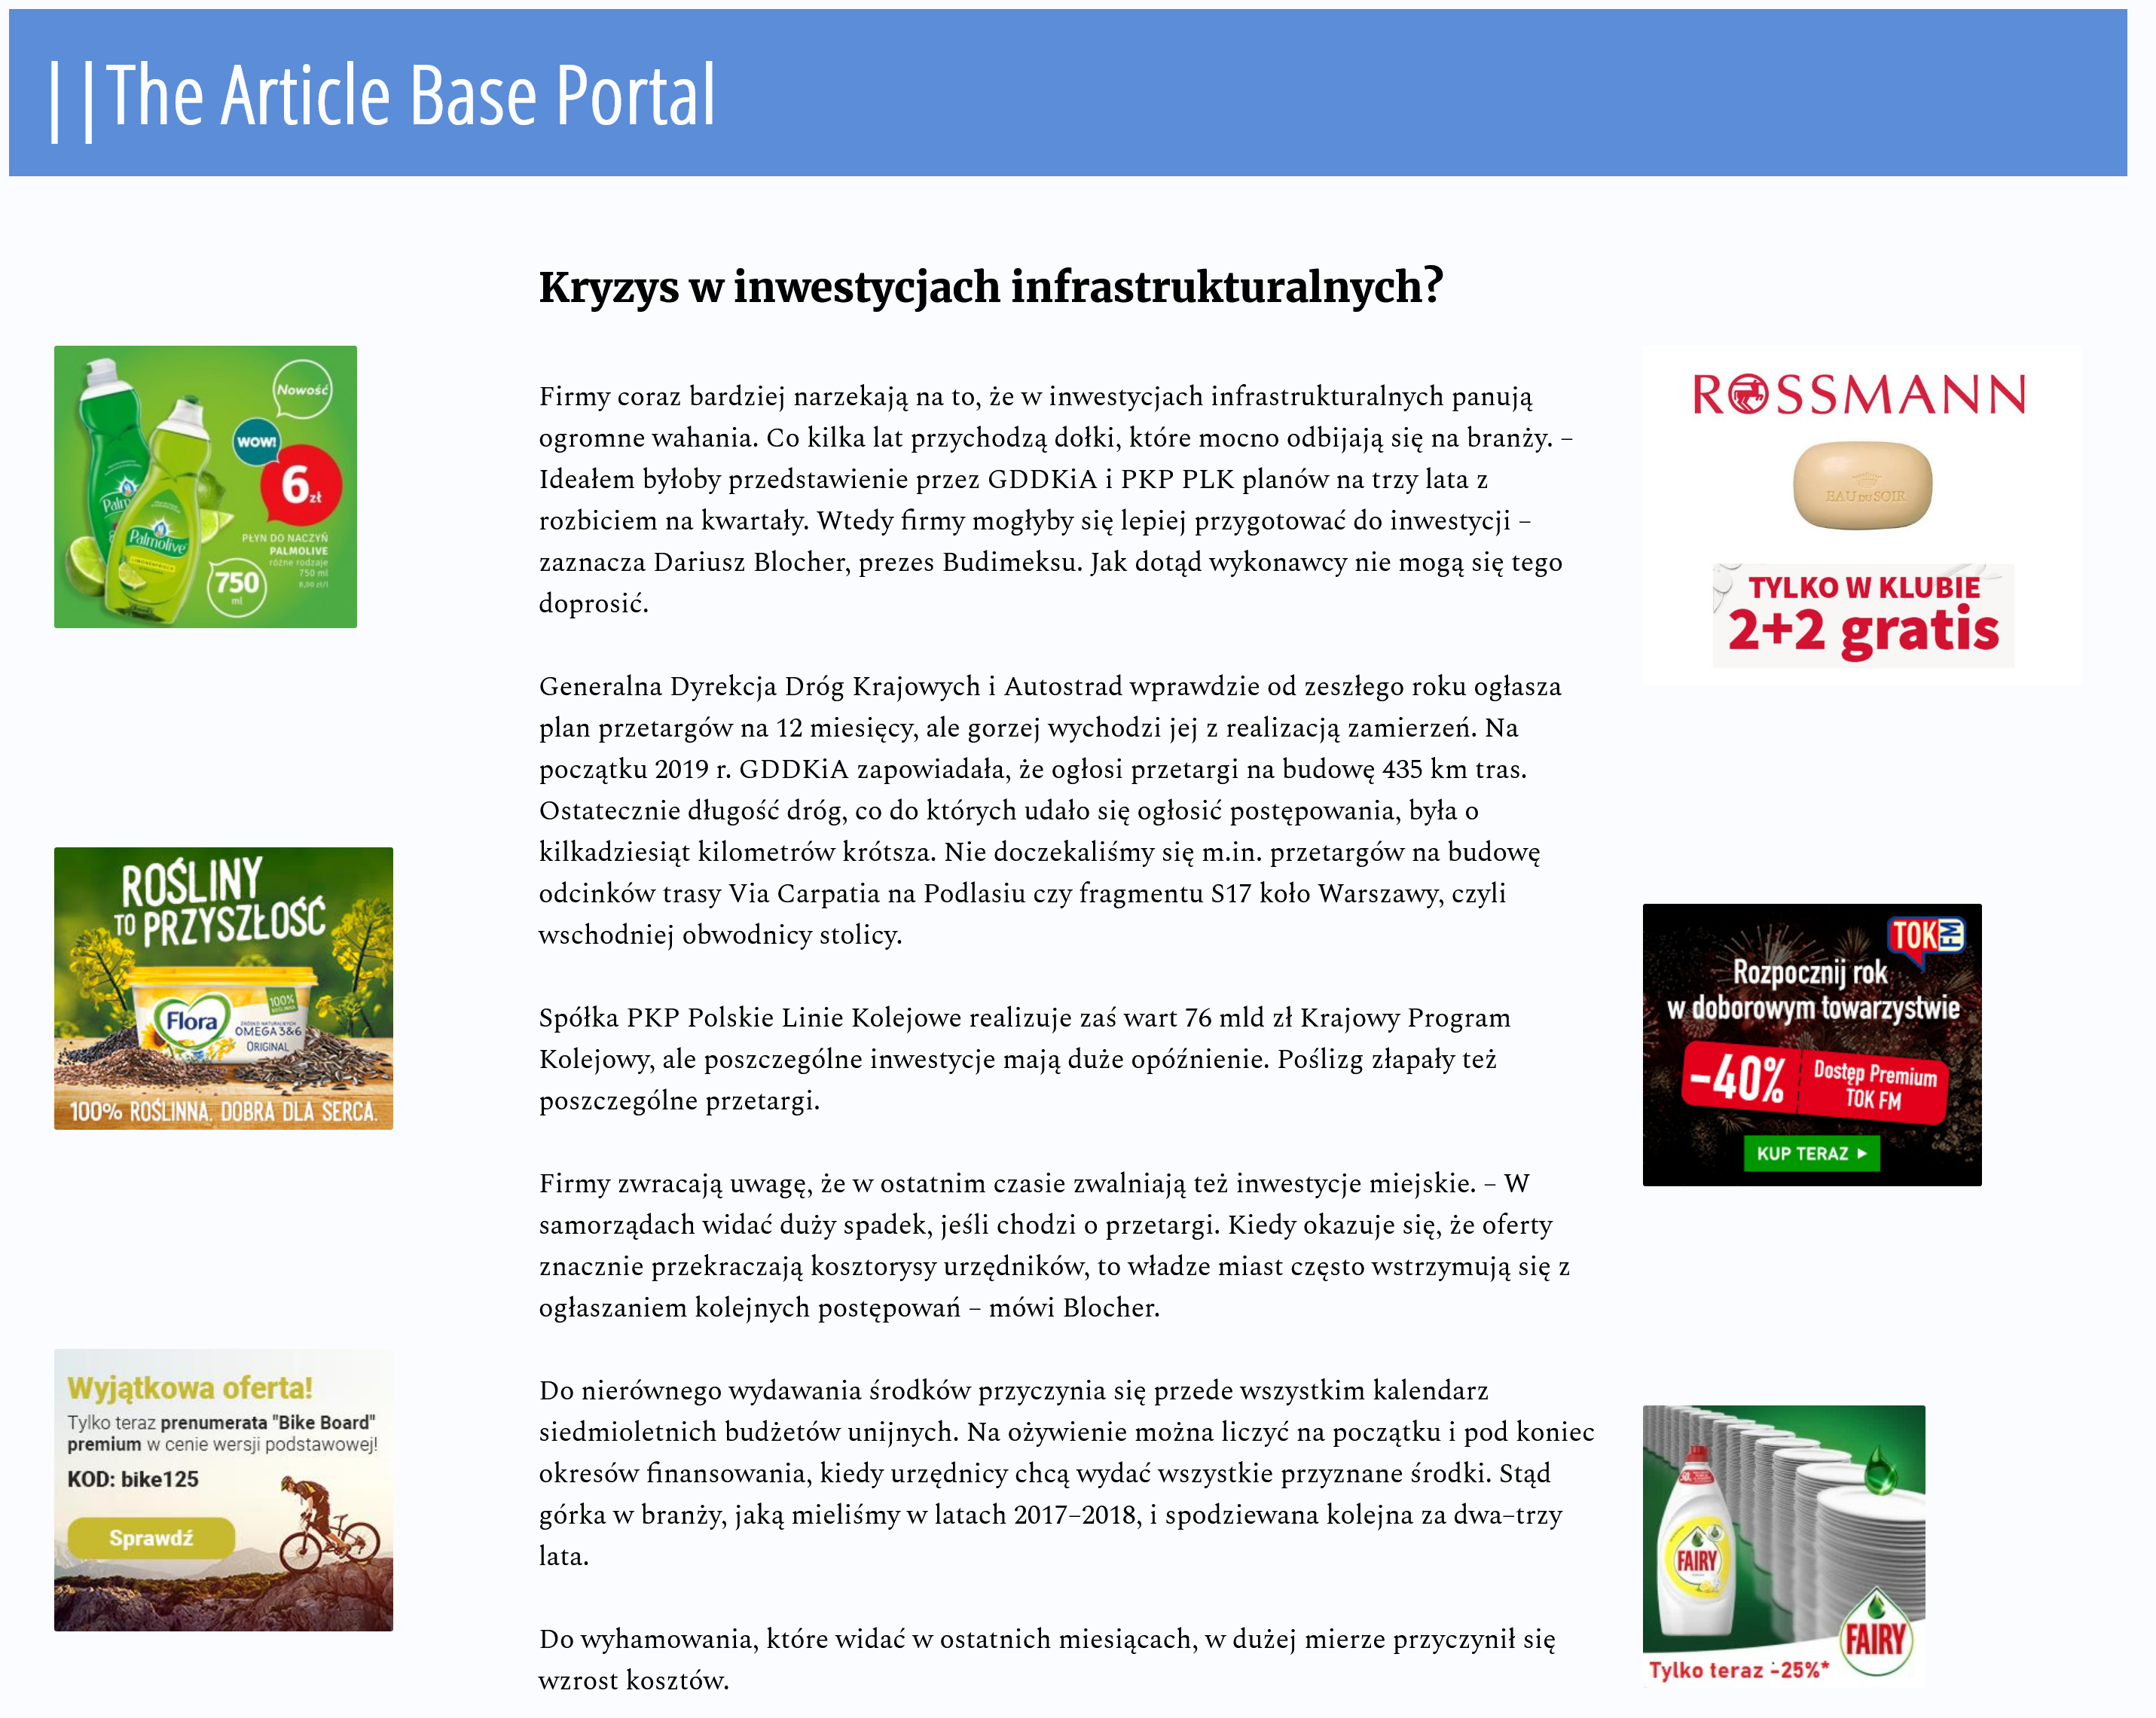 ||The Article Base Portal
Kryzys w inwestycjach infrastrukturalnych?
Firmy coraz bardziej narzekają na to, że w inwestycjach infrastrukturalnych panują
ogromne wahania. Co kilka lat przychodzą dołki, które mocno odbijają się na branży. –
Ideałem byłoby przedstawienie przez GDDKiA i PKP PLK planów na trzy lata z
rozbiciem na kwartały. Wtedy firmy mogłyby się lepiej przygotować do inwestycji –
zaznacza Dariusz Blocher, prezes Budimeksu. Jak dotąd wykonawcy nie mogą się tego
doprosić.
Generalna Dyrekcja Dróg Krajowych i Autostrad wprawdzie od zeszłego roku ogłasza
plan przetargów na 12 miesięcy, ale gorzej wychodzi jej z realizacją zamierzeń. Na
początku 2019 r. GDDKiA zapowiadała, że ogłosi przetargi na budowę 435 km tras.
Ostatecznie długość dróg, co do których udało się ogłosić postępowania, była o
kilkadziesiąt kilometrów krótsza. Nie doczekaliśmy się m.in. przetargów na budowę
odcinków trasy Via Carpatia na Podlasiu czy fragmentu S17 koło Warszawy, czyli
wschodniej obwodnicy stolicy.
Spółka PKP Polskie Linie Kolejowe realizuje zaś wart 76 mld zł Krajowy Program
Kolejowy, ale poszczególne inwestycje mają duże opóźnienie. Poślizg złapały też
poszczególne przetargi.
Firmy zwracają uwagę, że w ostatnim czasie zwalniają też inwestycje miejskie. – W
samorządach widać duży spadek, jeśli chodzi o przetargi. Kiedy okazuje się, że oferty
znacznie przekraczają kosztorysy urzędników, to władze miast często wstrzymują się z
ogłaszaniem kolejnych postępowań – mówi Blocher.
Do nierównego wydawania środków przyczynia się przede wszystkim kalendarz
siedmioletnich budżetów unijnych. Na ożywienie można liczyć na początku i pod koniec
okresów finansowania, kiedy urzędnicy chcą wydać wszystkie przyznane środki. Stąd
górka w branży, jaką mieliśmy w latach 2017–2018, i spodziewana kolejna za dwa–trzy
lata.
Do wyhamowania, które widać w ostatnich miesiącach, w dużej mierze przyczynił się
wzrost kosztów.
Nowość
WOW!
6 zł
PŁYN DO NACZYŃ
PALMOLIVE
różne rodzaje
750 ml
8,00 zł/l
Palmolive
750
ml
ROŚLINY
TO PRZYSZŁOŚĆ
Flora
100%
OMEGA 3&6
ORIGINAL
100% ROŚLINNA. DOBRA DLA SERCA.
Wyjątkowa oferta!
Tylko teraz prenumerata "Bike Board"
premium w cenie wersji podstawowej!
KOD: bike125
Sprawdź
ROSSMANN
EAU DU SOIR
TYLKO W KLUBIE
2+2 gratis
TOK FM
Rozpocznij rok
w doborowym towarzystwie
-40%
Dostęp Premium
TOK FM
KUP TERAZ
FAIRY
FAIRY
Tylko teraz -25%*